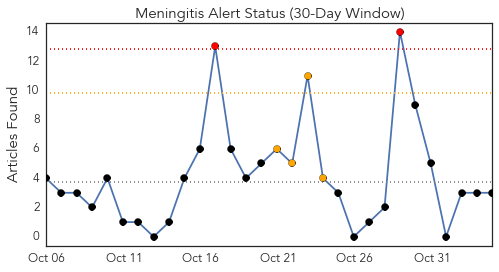 Meningitis Alert Status (30-Day Window)
14
12
10
8
6
4
2
0
Articles Found
Oct 06
Oct 11
Oct 16
Oct 21
Oct 26
Oct 31